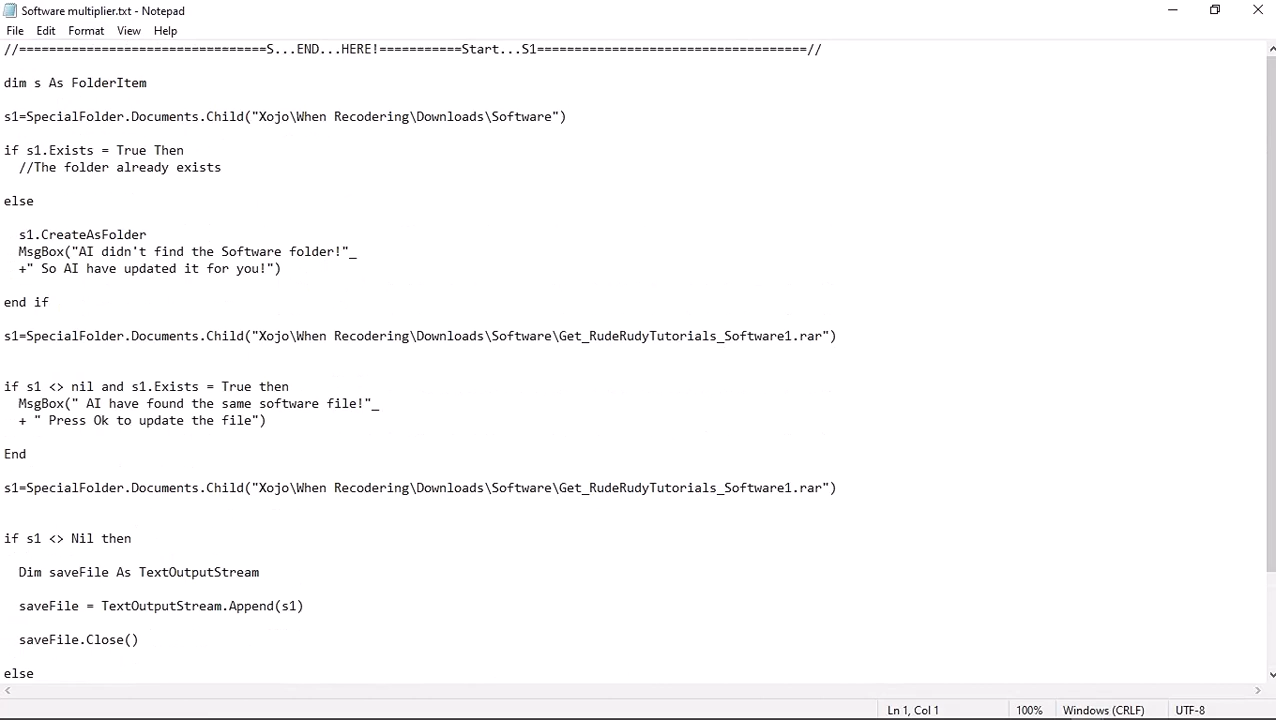 Software multiplier.txt - Notepad
File Edit Format View Help
//=================================S...END...HERE!===========Start...S1====================================//
dim s As FolderItem
s1=SpecialFolder.Documents.Child("Xojo\When Recodering\Downloads\Software")
if s1.Exists = True Then
//The folder already exists
else
s1.CreateAsFolder
MsgBox("AI didn't find the Software folder!"_
+" So AI have updated it for you!")
end if
s1=SpecialFolder.Documents.Child("Xojo\When Recodering\Downloads\Software\Get_RudeRudyTutorials_Software1.rar")
if s1 <> nil and s1.Exists = True then
MsgBox(" AI have found the same software file!"_
+ " Press Ok to update the file")
End
s1=SpecialFolder.Documents.Child("Xojo\When Recodering\Downloads\Software\Get_RudeRudyTutorials_Software1.rar")
if s1 <> Nil then
Dim saveFile As TextOutputStream
saveFile = TextOutputStream.Append(s1)
saveFile.Close()
else
Ln 1, Col 1 100% Windows (CRLF) UTF-8